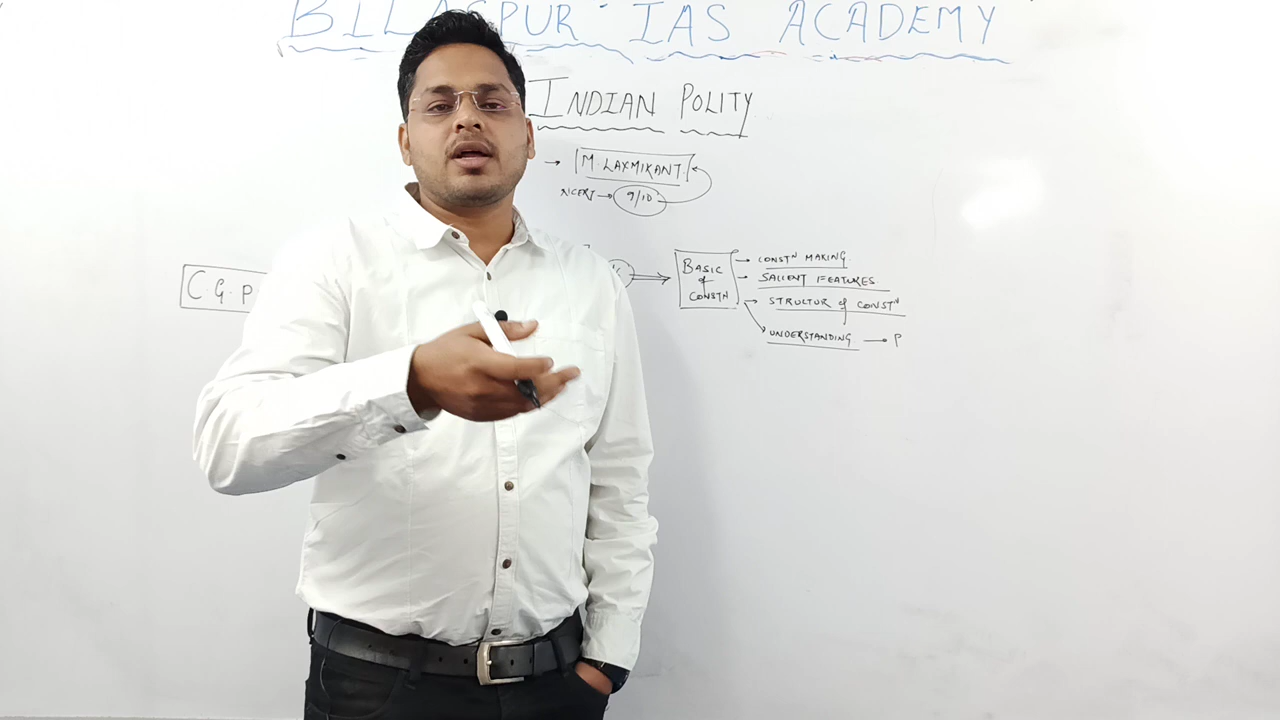 BILASPUR IAS ACADEMY
INDIAN POLITY
→ M. LAXMIKANT.
NCERT → 9/10
C.G.P
BASIC of CONSTN
→ CONSTN MAKING
→ SALIENT FEATURES
→ STRUCTOR of CONSTN
UNDERSTANDING → P